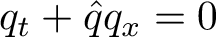 $q_t + \hat{q} q_x = 0$